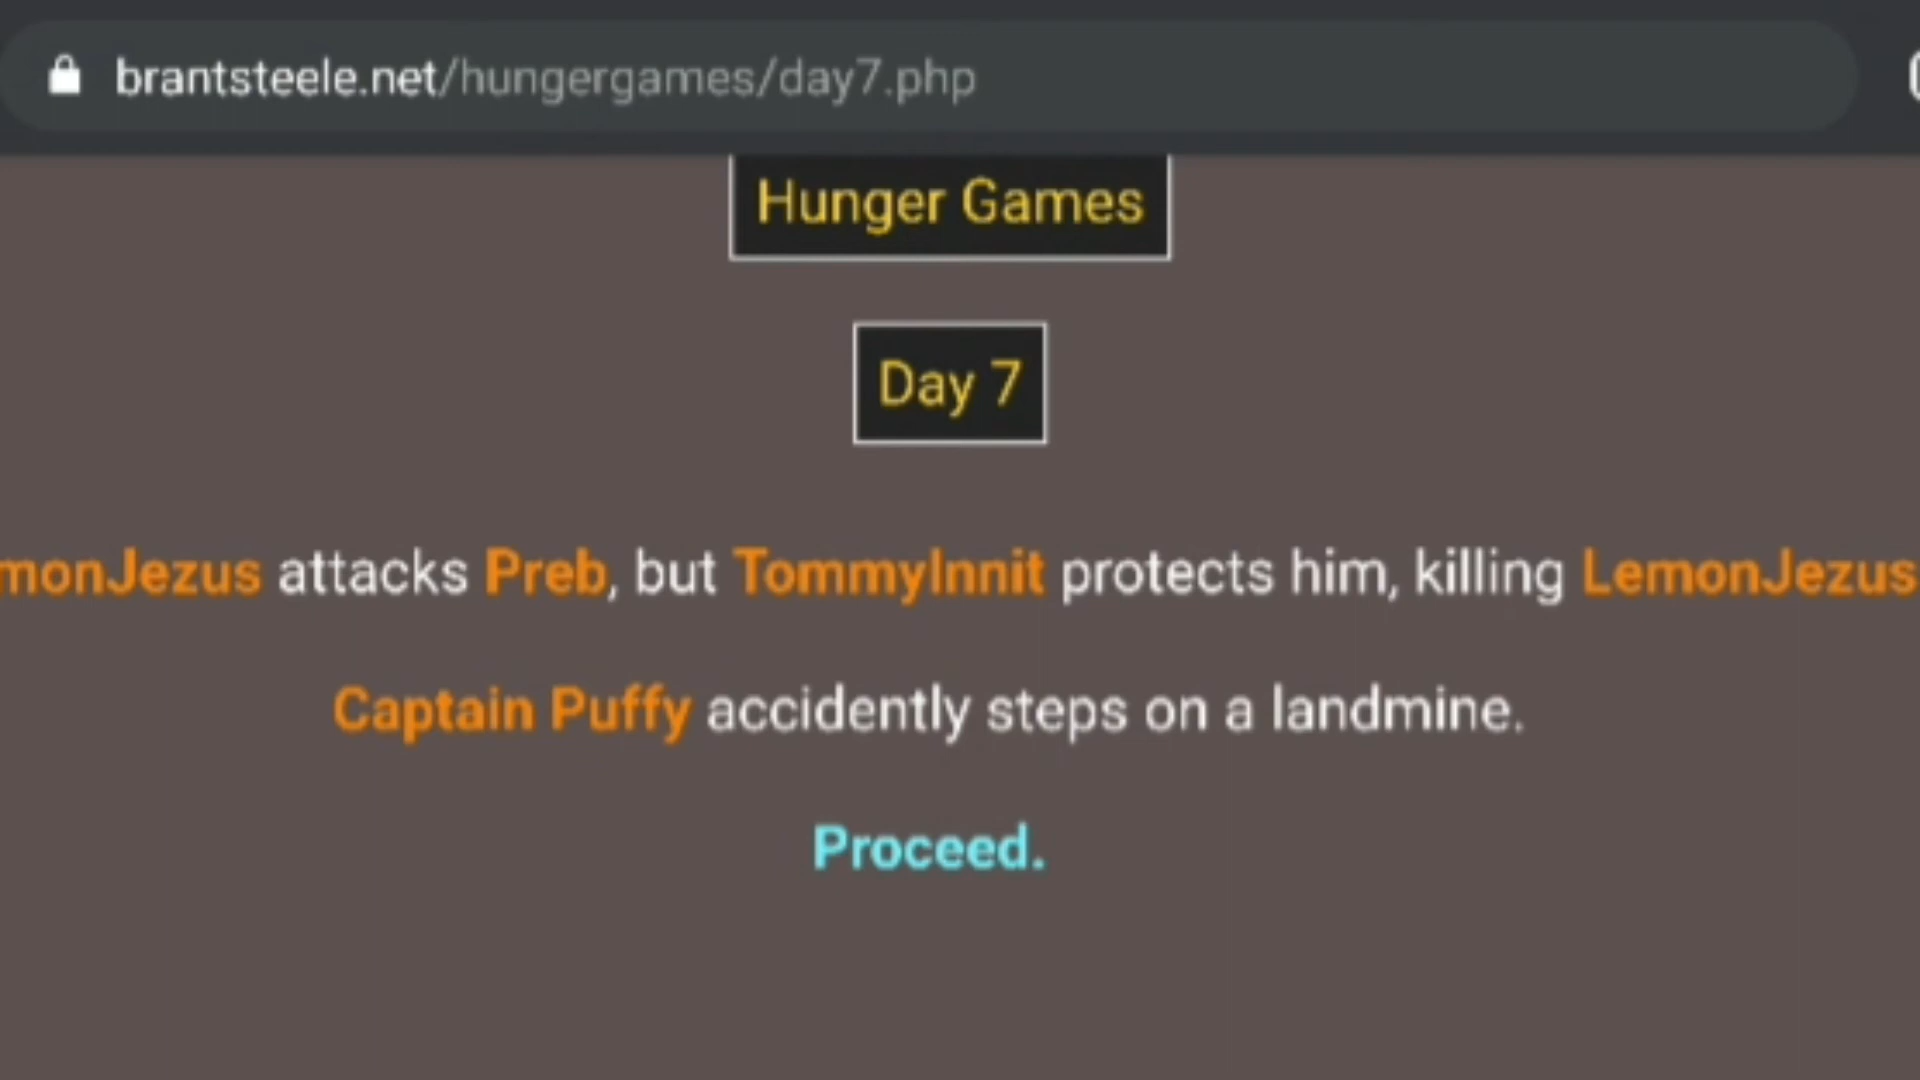 brantsteele.net/hungergames/day7.php
Hunger Games
Day 7
monJezus attacks Preb, but TommyInnit protects him, killing LemonJezus
Captain Puffy accidently steps on a landmine.
Proceed.